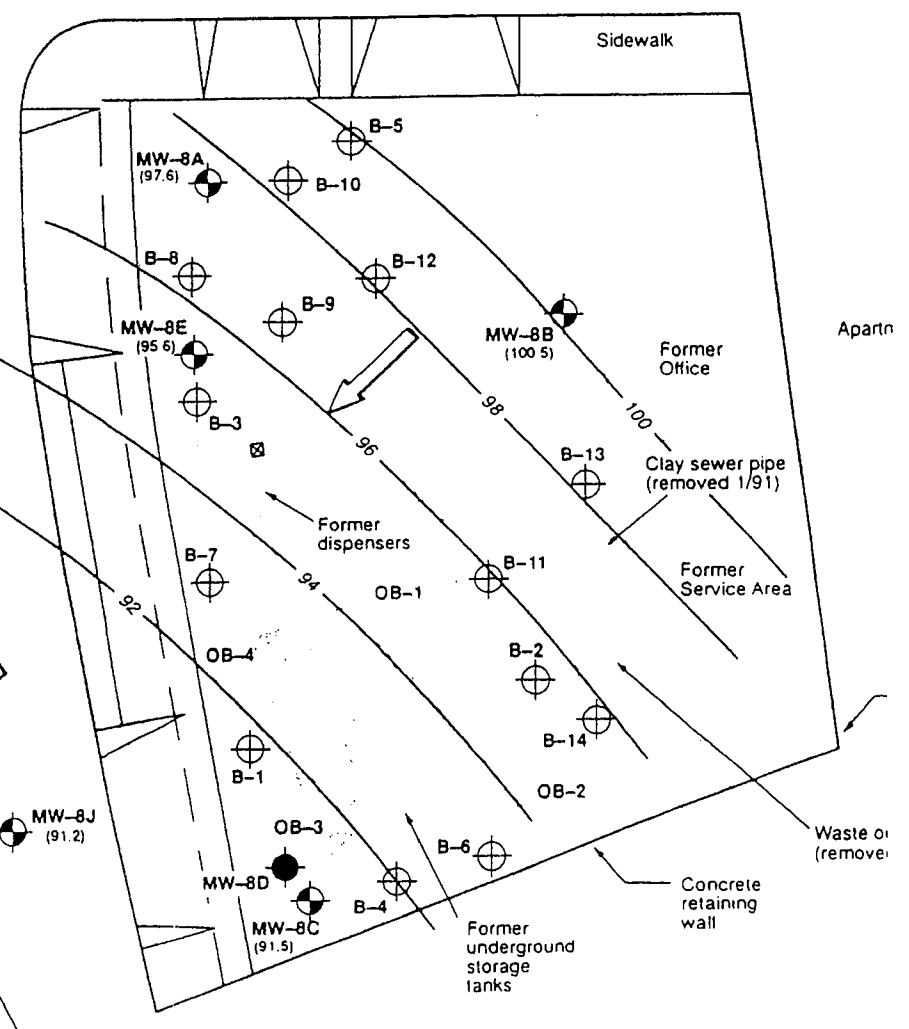 Sidewalk
B-5
MW-8A
(97.6)
B-10
B-8
B-12
B-9
MW-8E
(95 6)
MW-8B
(100 5)
Former
Office
Apartn
B-3
98
100
96
B-13
Clay sewer pipe
(removed 1/91)
Former
dispensers
B-7
94
OB-1
B-11
Former
Service Area
92
OB-4
B-2
B-14
B-1
OB-2
MW-8J
(91.2)
OB-3
B-6
Waste
(remove
MW-8D
B-4
MW-8C
(91.5)
Concrete
retaining
wall
Former
underground
storage
tanks